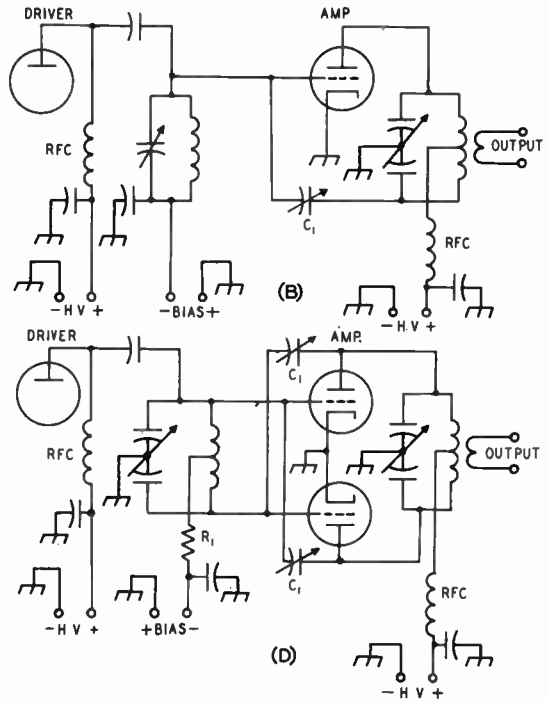 DRIVER
AMP
RFC
OUTPUT
C1
RFC
-HV+
-BIAS+
(B)
-HV+
DRIVER
AMP.
C1
RFC
OUTPUT
R1
C1
RFC
-HV+
+BIAS-
(D)
-HV+